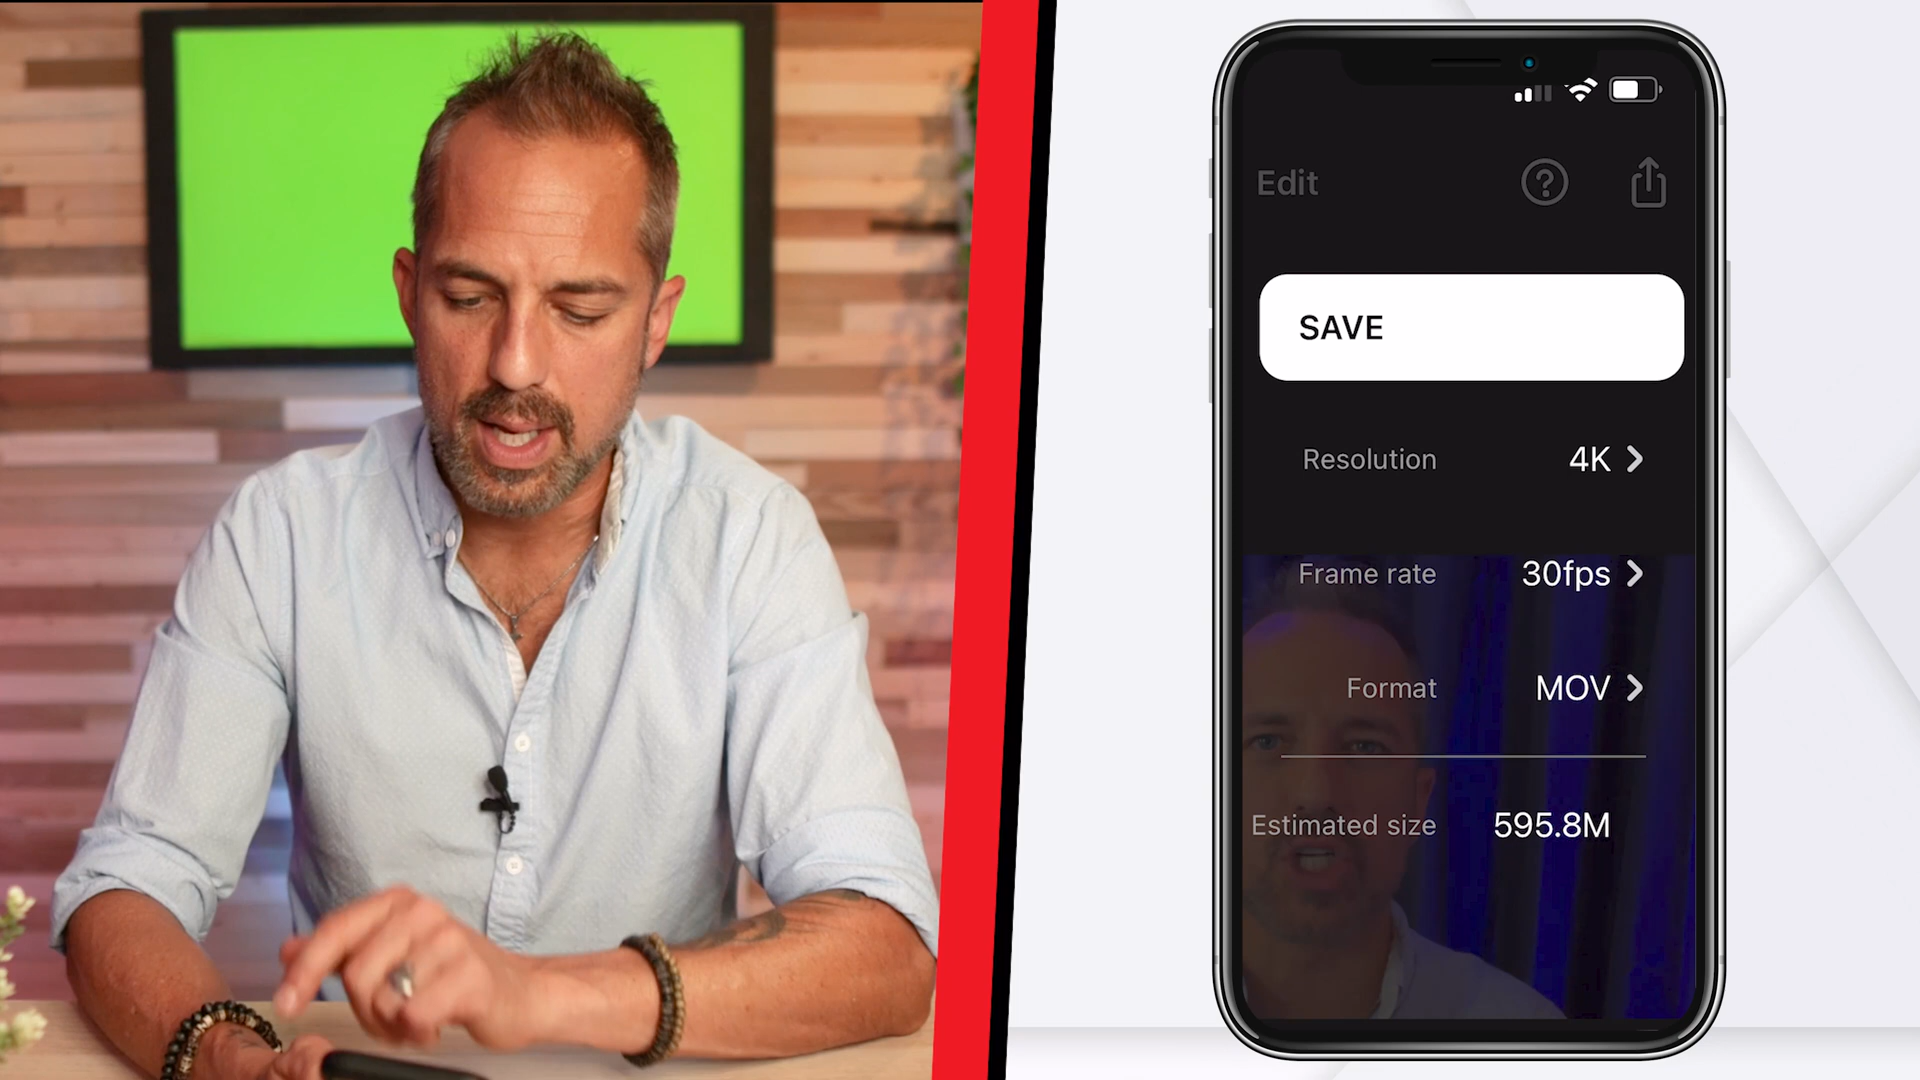 Edit
SAVE
Resolution 4K
Frame rate 30fps
Format MOV
Estimated size 595.8M